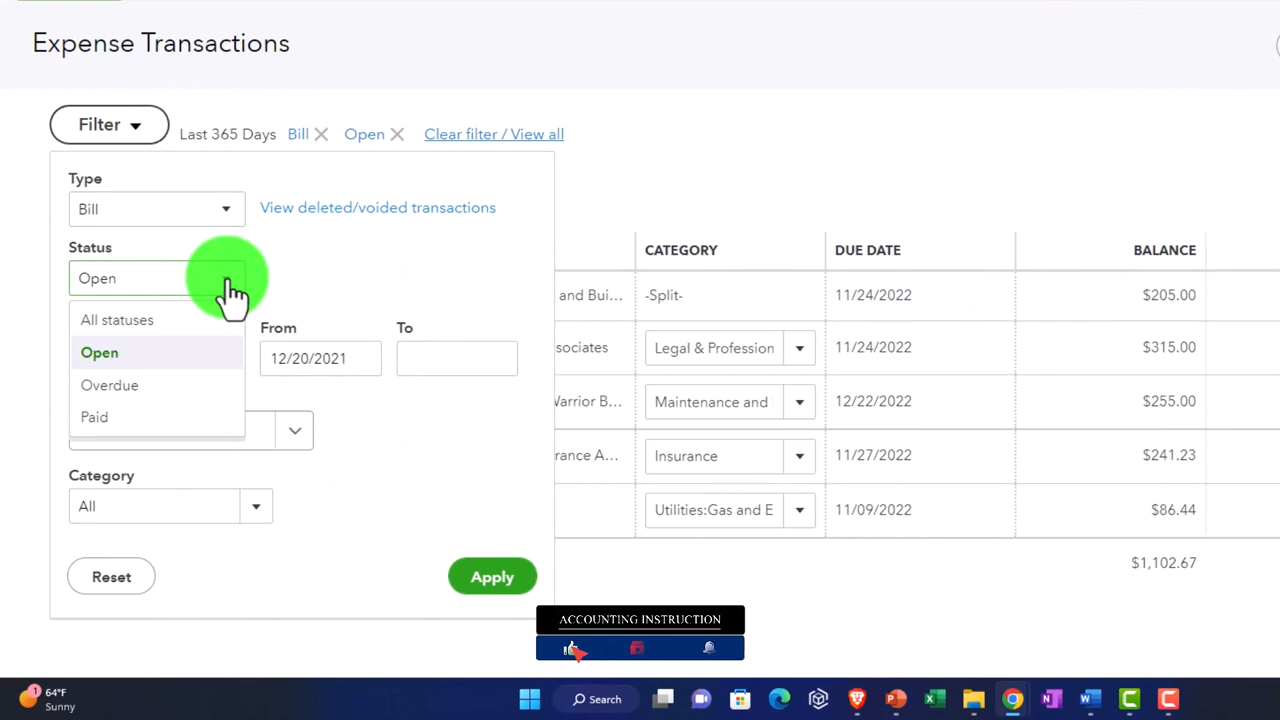 Expense Transactions
Filter
Last 365 Days Bill Open Clear filter / View all
Type
Bill
View deleted/voided transactions
Status
Open
All statuses
Open
Overdue
Paid
From To
12/20/2021
Category
All
Reset Apply
CATEGORY DUE DATE BALANCE
and Bui... -Split- 11/24/2022 $205.00
sociates Legal & Profession 11/24/2022 $315.00
Warrior B... Maintenance and 12/22/2022 $255.00
rance A... Insurance 11/27/2022 $241.23
Utilities:Gas and E 11/09/2022 $86.44
$1,102.67
ACCOUNTING INSTRUCTION
1
64°F
Sunny
Search